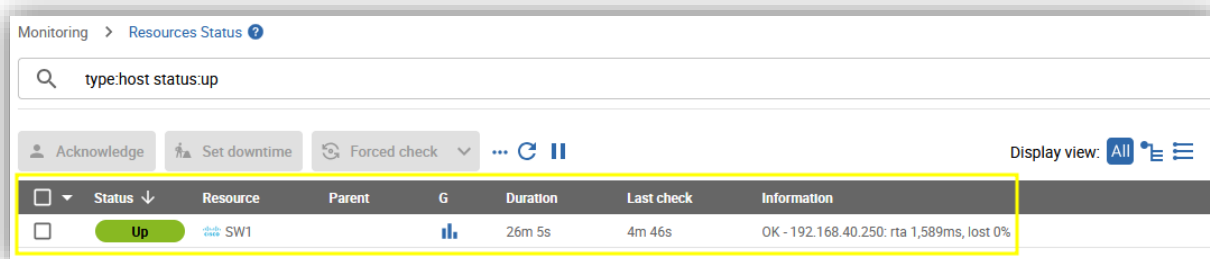 Monitoring > Resources Status ?
type:host status:up
Acknowledge Set downtime Forced check ... Display view: All
Status ↓ Resource Parent G Duration Last check Information
Up CISCO SW1 26m 5s 4m 46s OK - 192.168.40.250: rta 1,589ms, lost 0%